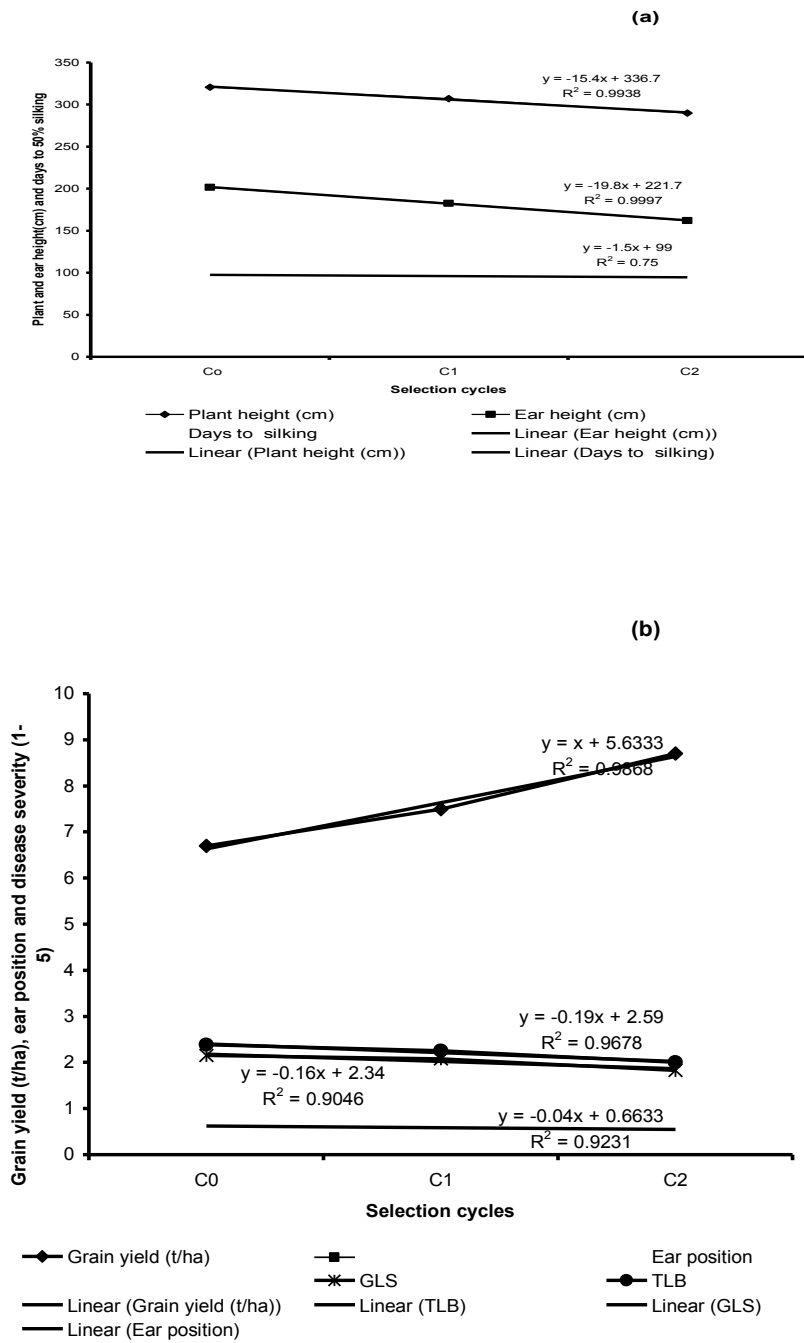 (a)
Plant and ear height(cm) and days to 50% silking
350
300
250
200
150
100
50
0
y = -15.4x + 336.7
R² = 0.9938
y = -19.8x + 221.7
R² = 0.9997
y = -1.5x + 99
R² = 0.75
Co C1 C2
Selection cycles
Plant height (cm) Ear height (cm)
Days to silking Linear (Ear height (cm))
Linear (Plant height (cm)) Linear (Days to silking)
(b)
Grain yield (t/ha), ear position and disease severity (1-
5)
10
9
8
7
6
5
4
3
2
1
0
y = x + 5.6333
R² = 0.9868
y = -0.19x + 2.59
R² = 0.9678
y = -0.16x + 2.34
R² = 0.9046
y = -0.04x + 0.6633
R² = 0.9231
C0 C1 C2
Selection cycles
Grain yield (t/ha) Ear position
GLS TLB
Linear (Grain yield (t/ha)) Linear (TLB) Linear (GLS)
Linear (Ear position)